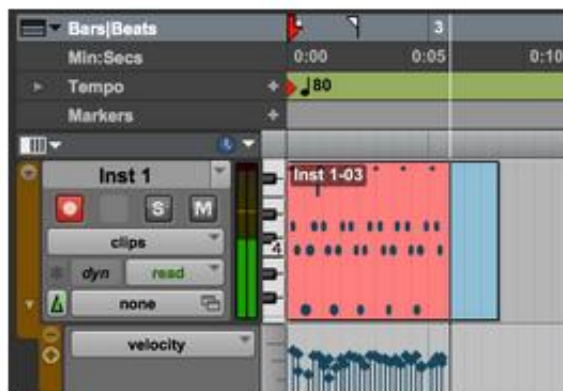 Bars|Beats
3
Min:Secs
0:00
0:05
0:10
Tempo
80
Markers
Inst 1
Inst 1-03
S
M
clips
4
dyn
read
none
velocity